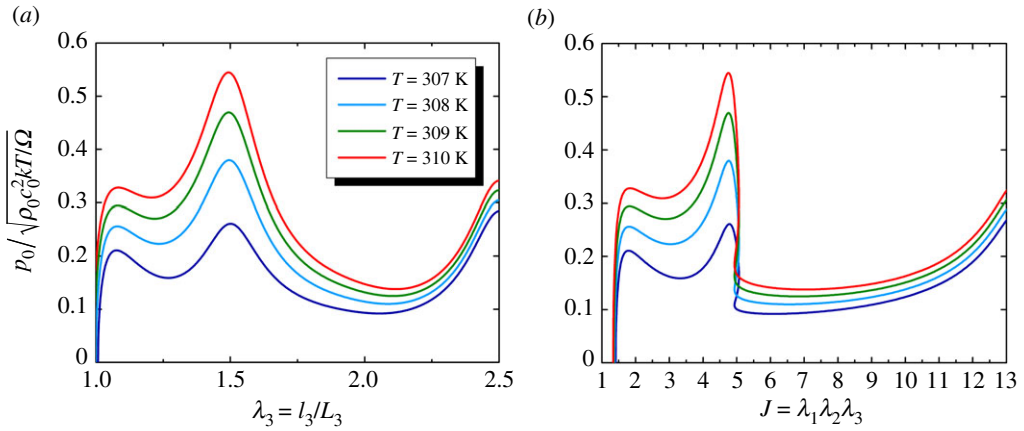 (a)
0.6
0.5
0.4
0.3
0.2
0.1
0
p₀/√ρ₀c₀²kT/Ω
T = 307 K
T = 308 K
T = 309 K
T = 310 K
1.0 1.5 2.0 2.5
λ₃ = l₃/L₃
(b)
0.6
0.5
0.4
0.3
0.2
0.1
0
1 2 3 4 5 6 7 8 9 10 11 12 13
J = λ₁λ₂λ₃